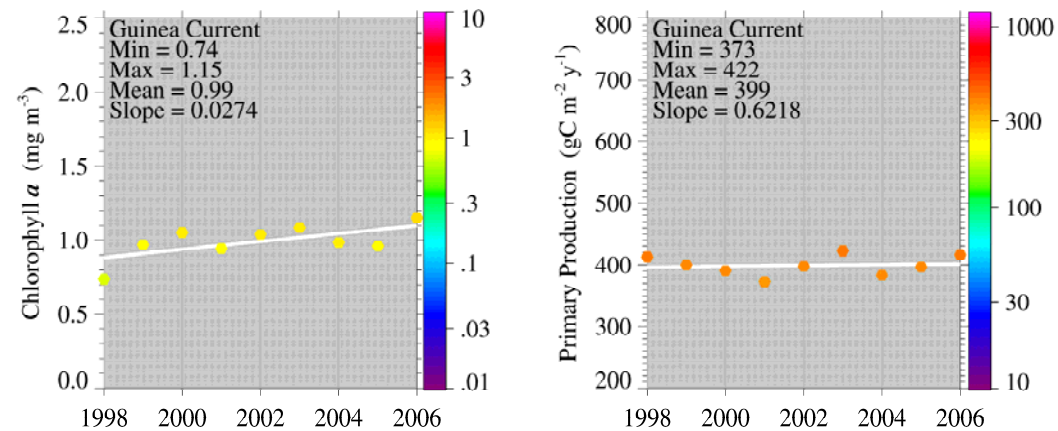 Guinea Current
Min = 0.74
Max = 1.15
Mean = 0.99
Slope = 0.0274
Chlorophyll a (mg m-3)
2.5
2.0
1.5
1.0
0.5
0.0
1998 2000 2002 2004 2006
10
3
1
.3
.1
.03
.01
Guinea Current
Min = 373
Max = 422
Mean = 399
Slope = 0.6218
Primary Production (gC m-2 y-1)
800
700
600
500
400
300
200
1998 2000 2002 2004 2006
1000
300
100
30
10